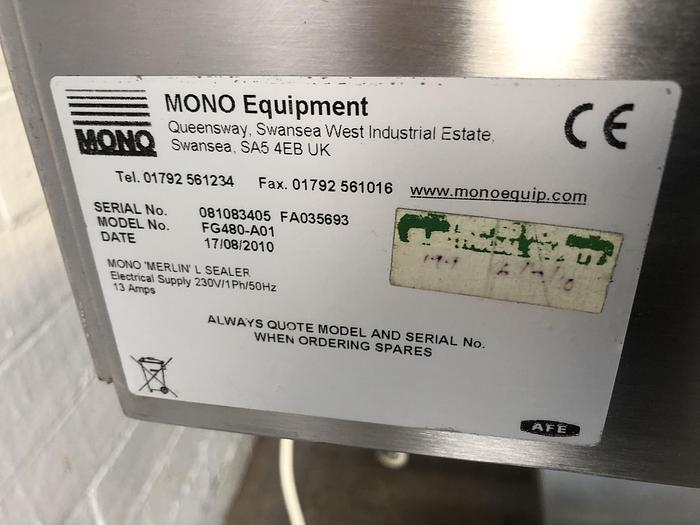 MONO
MONO Equipment
Queensway, Swansea West Industrial Estate,
Swansea, SA5 4EB UK
CE
Tel. 01792 561234 Fax. 01792 561016 www.monoequip.com
SERIAL No. 081083405 FA035693
MODEL No. FG480-A01
DATE 17/08/2010
MONO 'MERLIN' L SEALER
Electrical Supply 230V/1Ph/50Hz
13 Amps
ALWAYS QUOTE MODEL AND SERIAL No.
WHEN ORDERING SPARES
AFE